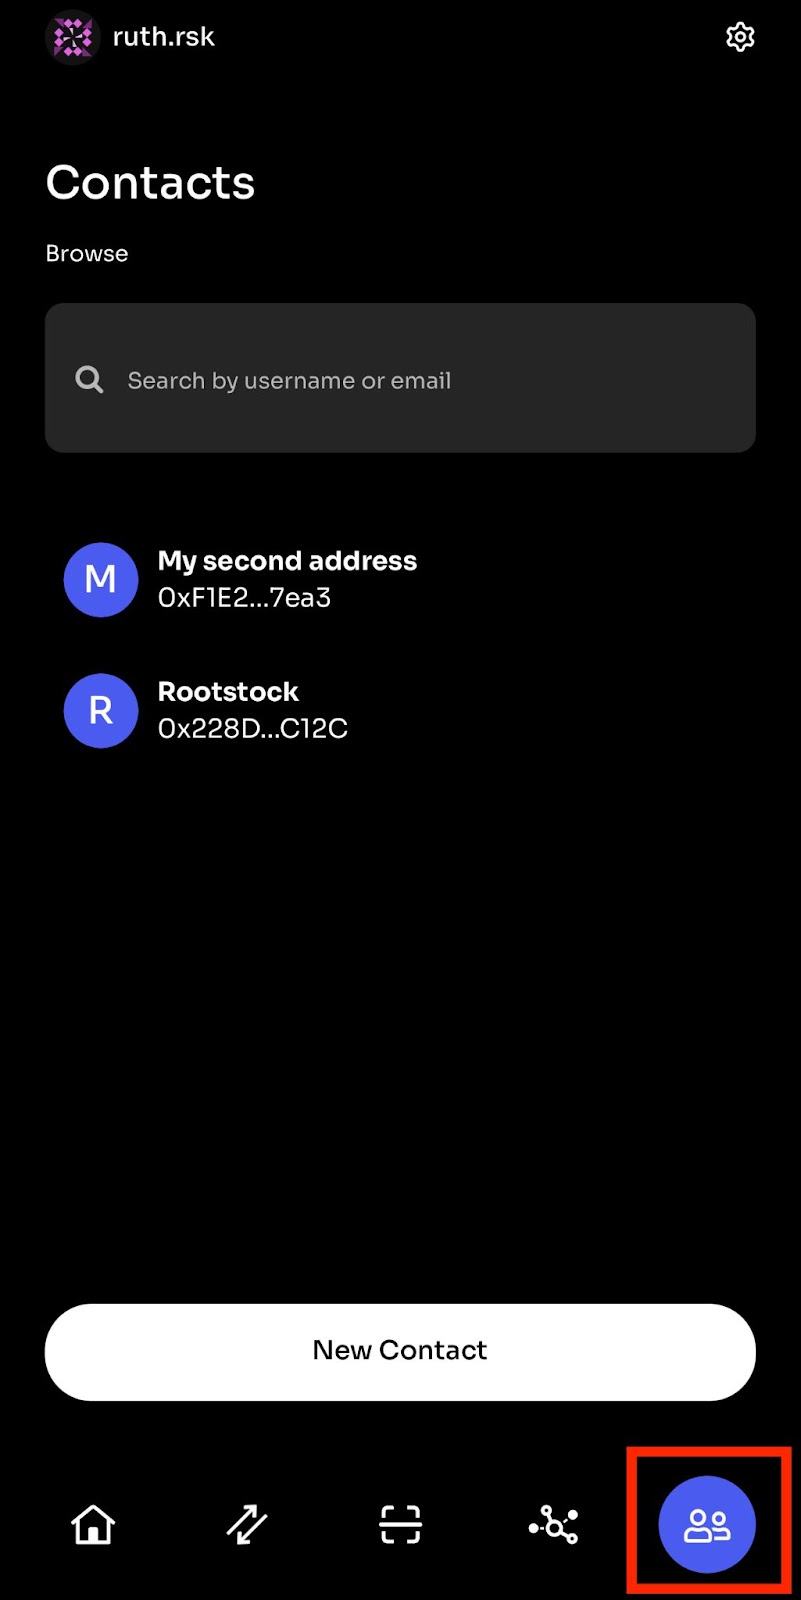 ruth.rsk
Contacts
Browse
Search by username or email
M
My second address
0xF1E2...7ea3
R
Rootstock
0x228D...C12C
New Contact